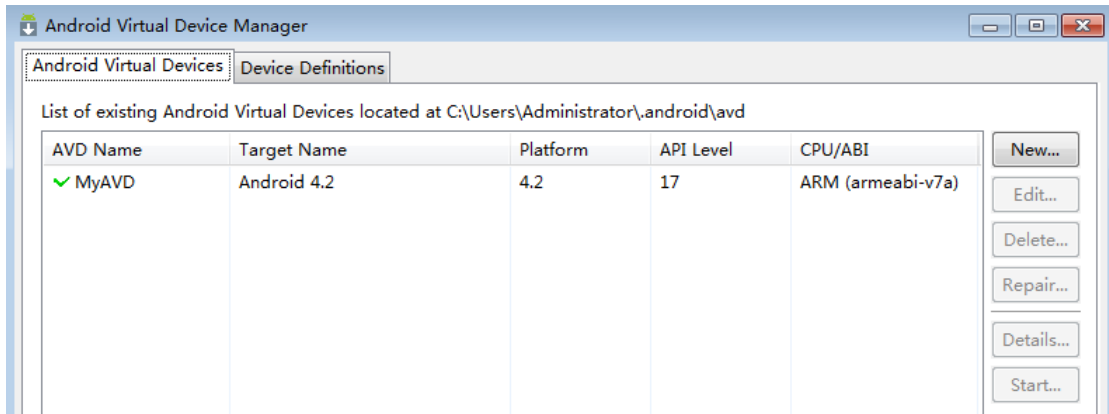 Android Virtual Device Manager
Android Virtual Devices Device Definitions
List of existing Android Virtual Devices located at C:\Users\Administrator\.android\avd
AVD Name Target Name Platform API Level CPU/ABI New...
MyAVD Android 4.2 4.2 17 ARM (armeabi-v7a)
Edit...
Delete...
Repair...
Details...
Start...